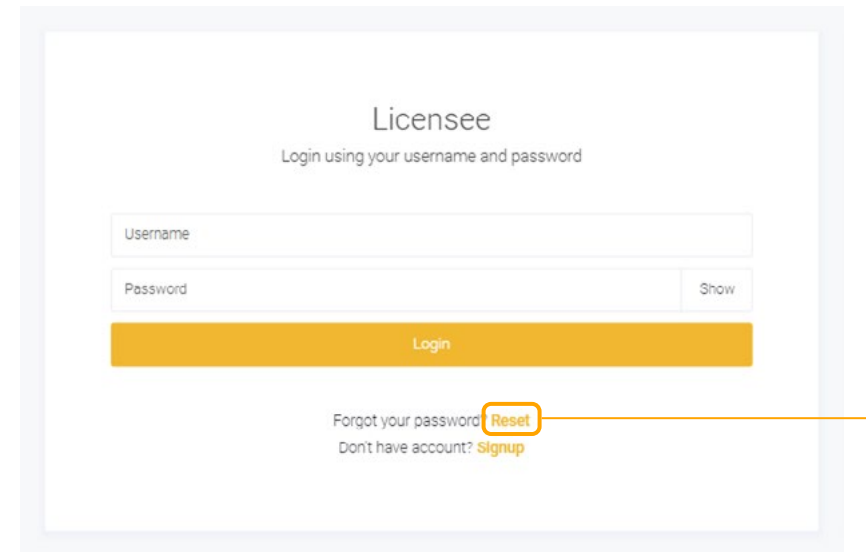 Licensee
Login using your username and password
Username
Password Show
Login
Forgot your password? Reset
Don't have account? Signup